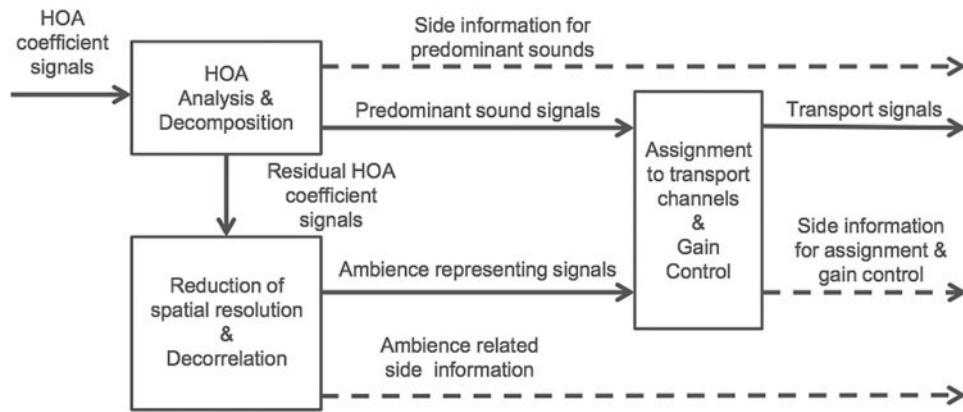 HOA
coefficient
signals
HOA
Analysis &
Decomposition
Side information for
predominant sounds
Predominant sound signals
Residual HOA
coefficient
signals
Reduction of
spatial resolution
&
Decorrelation
Ambience representing signals
Ambience related
side information
Assignment
to transport
channels
&
Gain
Control
Transport signals
Side information
for assignment &
gain control